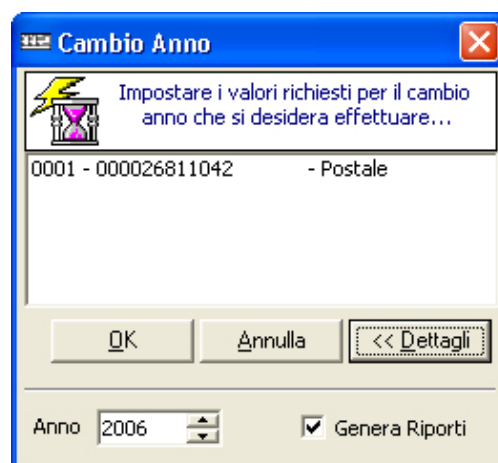 Cambio Anno
Impostare i valori richiesti per il cambio
anno che si desidera effettuare...
0001 - 000026811042 - Postale
OK Annulla << Dettagli
Anno 2006 Genera Riporti